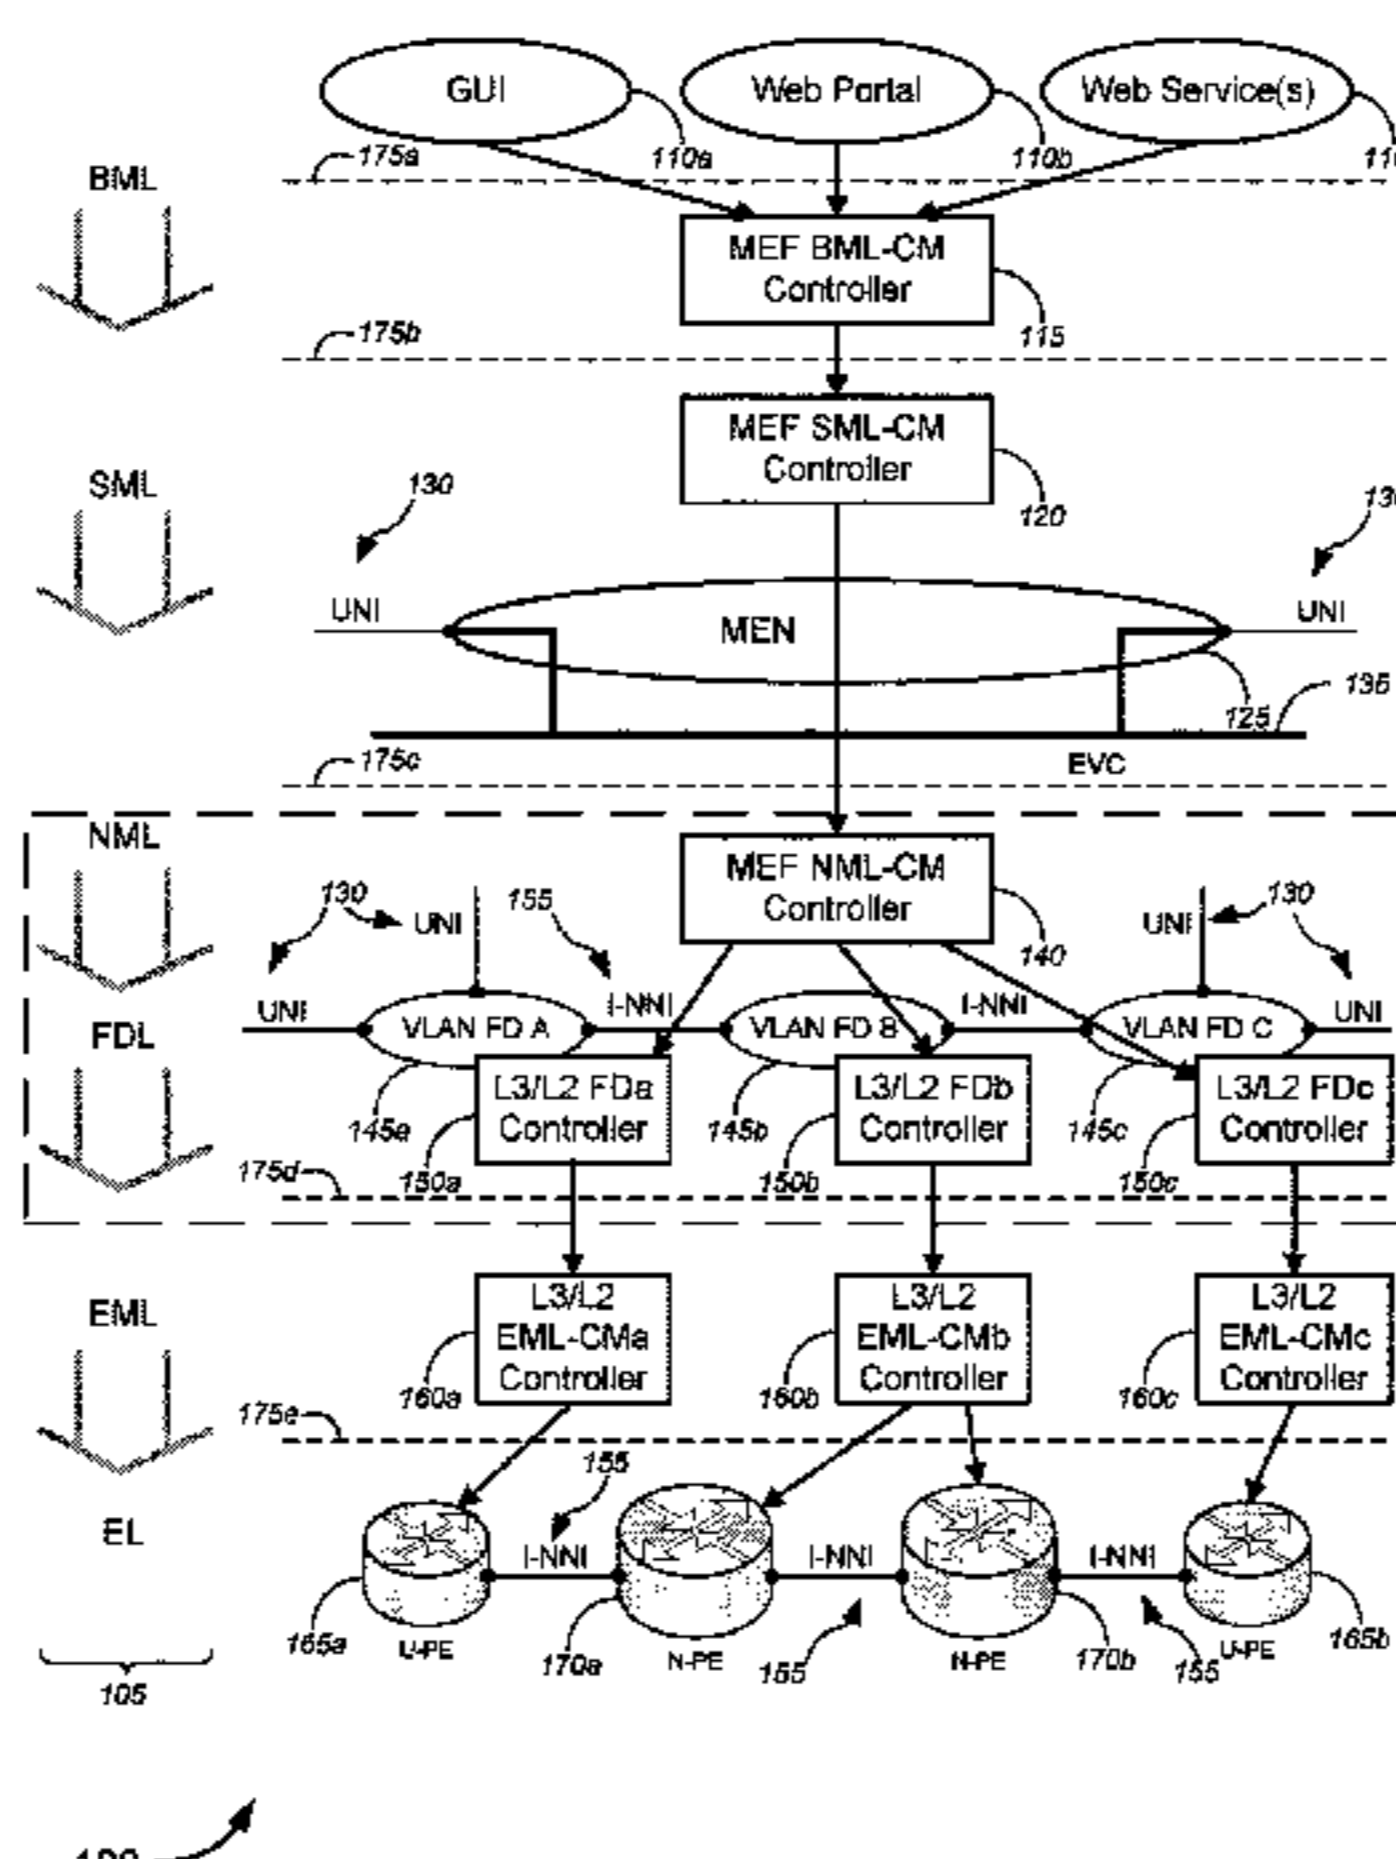 GUI
Web Portal
Web Service(s)
175a
110a
110b
BML
MEF BML-CM
Controller
175b
115
MEF SML-CM
Controller
SML
130
120
UNI
MEN
UNI
135
125
175c
EVC
NML
MEF NML-CM
Controller
130
155
130
UNI
UNI
140
UNI
I-NNI
I-NNI
UNI
VLAN FD A
VLAN FD B
VLAN FD C
FDL
L3/L2 FDa
Controller
L3/L2 FDb
Controller
L3/L2 FDc
Controller
145a
145b
145c
175d
150a
150b
150c
EML
L3/L2
EML-CMa
Controller
L3/L2
EML-CMb
Controller
L3/L2
EML-CMc
Controller
160a
160b
160c
175e
155
EL
I-NNI
I-NNI
I-NNI
165a
U-PE
170a
N-PE
155
N-PE
170b
155
U-PE
165b
105